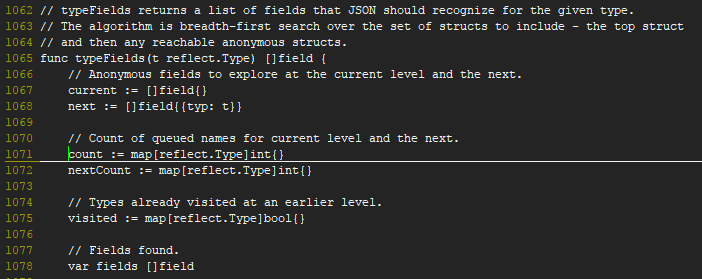 1062 // typeFields returns a list of fields that JSON should recognize for the given type.
1063 // The algorithm is breadth-first search over the set of structs to include - the top struct
1064 // and then any reachable anonymous structs.
1065 func typeFields(t reflect.Type) []field {
1066     // Anonymous fields to explore at the current level and the next.
1067     current := []field{}
1068     next := []field{{typ: t}}
1069
1070     // Count of queued names for current level and the next.
1071     count := map[reflect.Type]int{}
1072     nextCount := map[reflect.Type]int{}
1073
1074     // Types already visited at an earlier level.
1075     visited := map[reflect.Type]bool{}
1076
1077     // Fields found.
1078     var fields []field